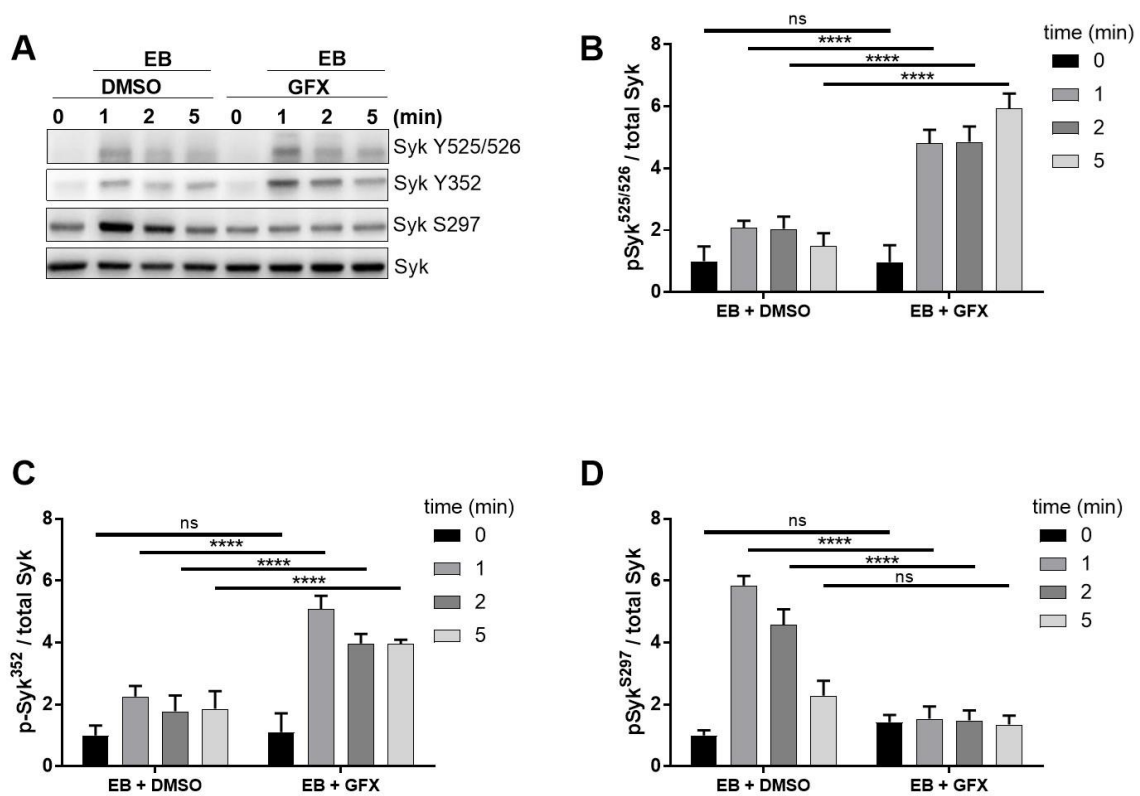 A
EB EB
DMSO GFX
0 1 2 5 0 1 2 5 (min)
Syk Y525/526
Syk Y352
Syk S297
Syk
B
pSyk525/526 / total Syk
8
6
4
2
0
ns
****
****
****
EB + DMSO EB + GFX
time (min)
0
1
2
5
C
p-Syk352 / total Syk
8
6
4
2
0
ns
****
****
****
EB + DMSO EB + GFX
time (min)
0
1
2
5
D
pSykS297 / total Syk
8
6
4
2
0
ns
****
****
ns
EB + DMSO EB + GFX
time (min)
0
1
2
5